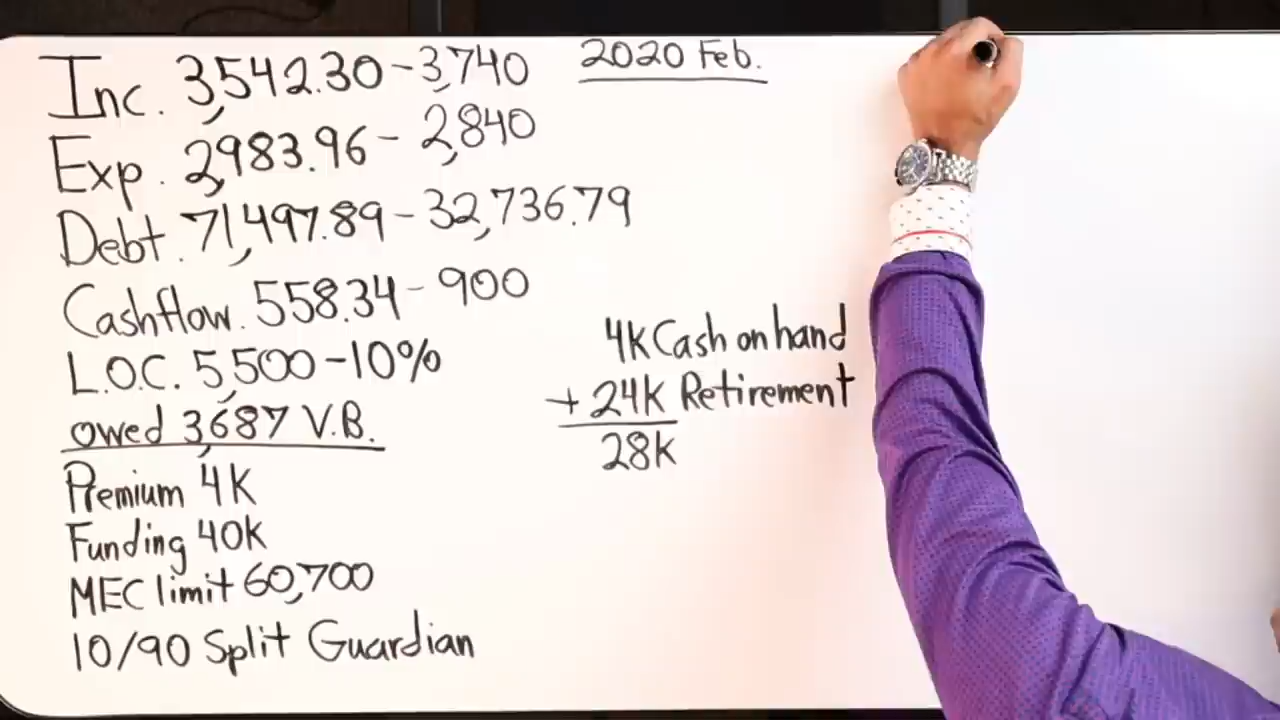 Inc. 3,542.30 - 3,740
2020 Feb.
Exp. 2,983.96 - 2,840
Debt. 71,497.89 - 32,736.79
Cashflow. 558.34 - 900
L.O.C. 5,500 - 10%
owed 3,687 V.B.
Premium 4K
Funding 40K
MEC limit 60,700
10/90 Split Guardian
4K Cash on hand
+ 24K Retirement
28K